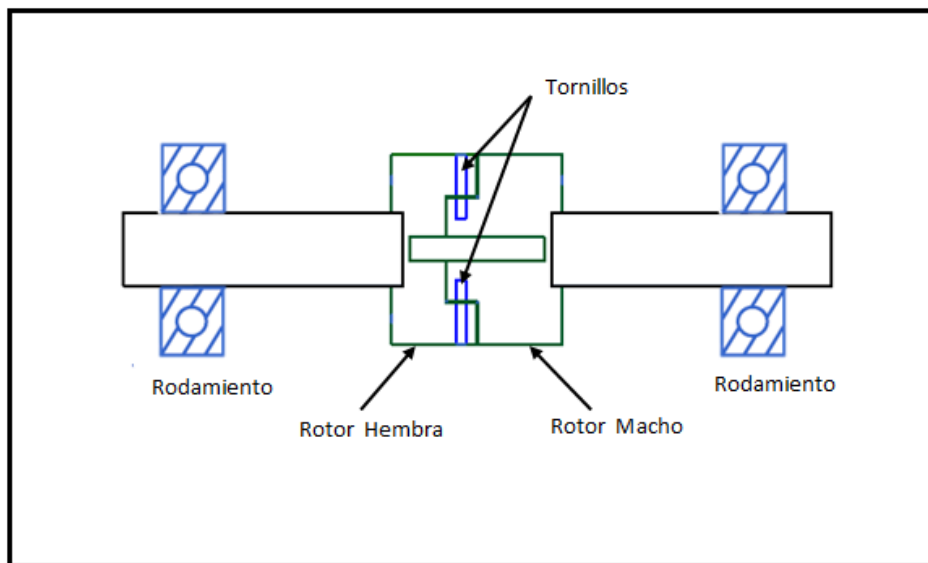 Tornillos
Rodamiento
Rodamiento
Rotor Hembra
Rotor Macho